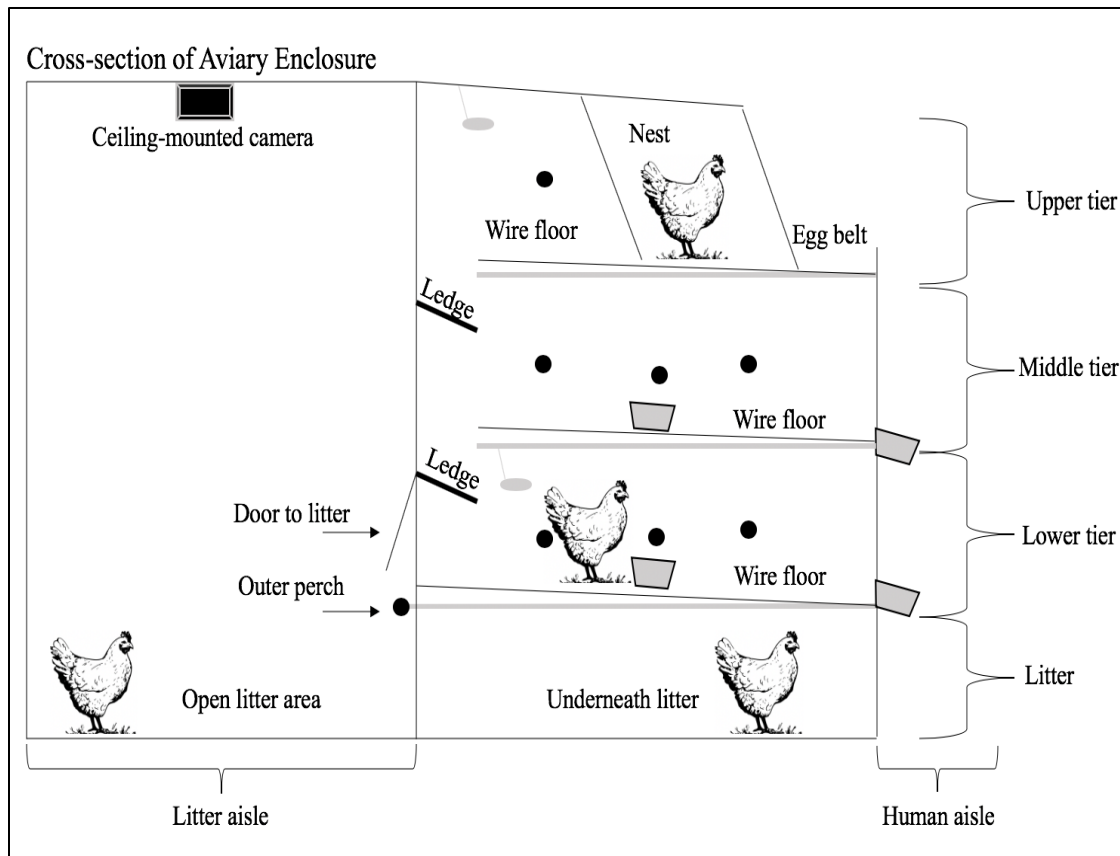 Cross-section of Aviary Enclosure
Ceiling-mounted camera
Nest
Wire floor
Egg belt
Upper tier
Ledge
Middle tier
Wire floor
Ledge
Door to litter
Lower tier
Wire floor
Outer perch
Open litter area
Underneath litter
Litter
Litter aisle
Human aisle